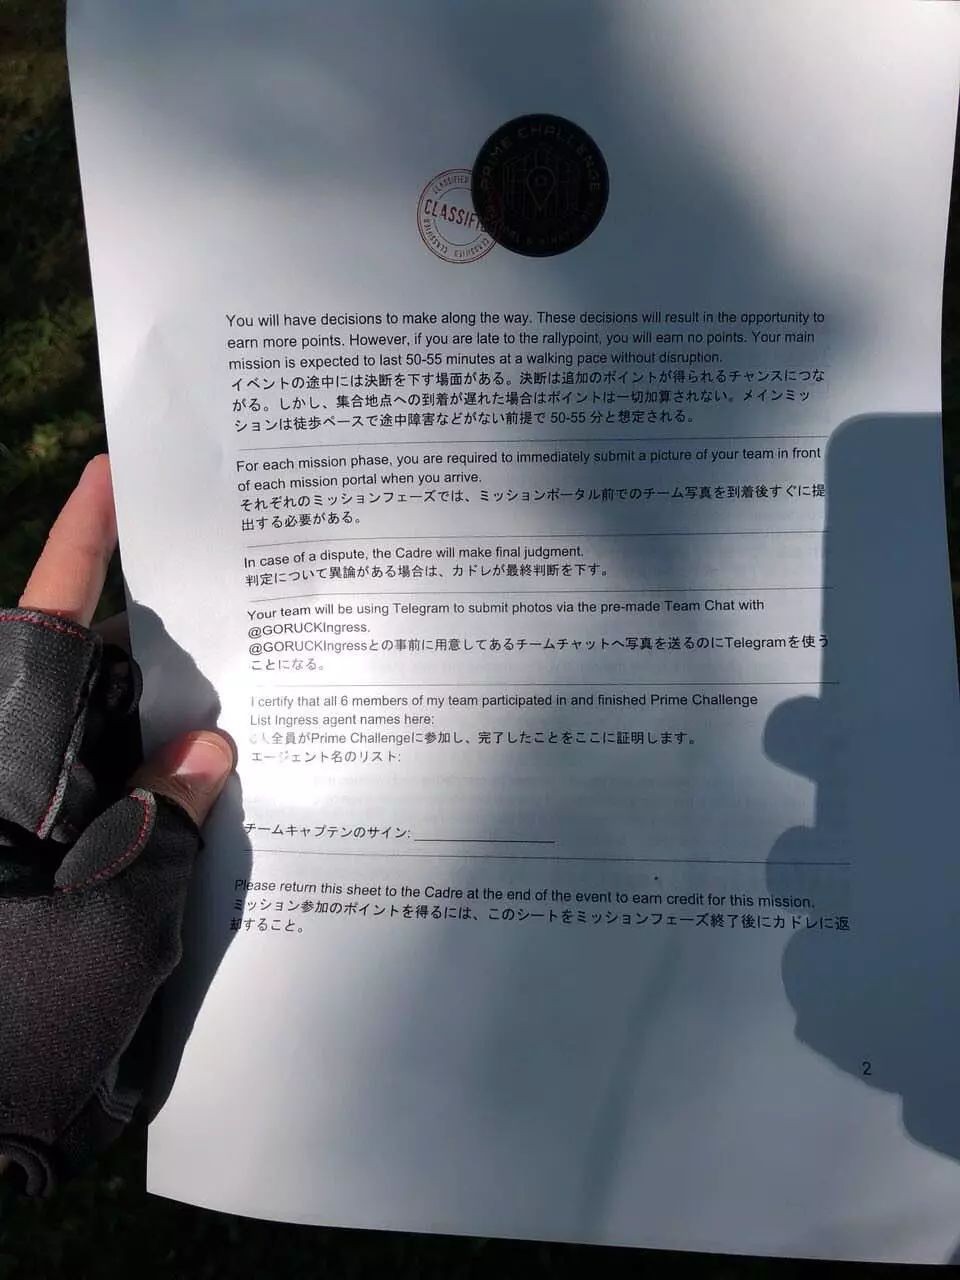 PRIME CHALLENGE
CLASSIFIED
CLASSIFI
CLASSIFIED
You will have decisions to make along the way. These decisions will result in the opportunity to
earn more points. However, if you are late to the rallypoint, you will earn no points. Your main
mission is expected to last 50-55 minutes at a walking pace without disruption.
イベントの途中には決断を下す場面がある。決断は追加のポイントが得られるチャンスにつな
がる。しかし、集合地点への到着が遅れた場合はポイントは一切加算されない。メインミッ
ションは徒歩ペースで途中障害などがない前提で 50-55 分と想定される。
For each mission phase, you are required to immediately submit a picture of your team in front
of each mission portal when you arrive.
それぞれのミッションフェーズでは、ミッションポータル前でのチーム写真を到着後すぐに提
出する必要がある。
In case of a dispute, the Cadre will make final judgment.
判定について異論がある場合は、カドレが最終判断を下す。
Your team will be using Telegram to submit photos via the pre-made Team Chat with
@GORUCKIngress.
@GORUCKIngressとの事前に用意してあるチームチャットへ写真を送るのにTelegramを使う
ことになる。
I certify that all 6 members of my team participated in and finished Prime Challenge
List Ingress agent names here:
人全員がPrime Challengeに参加し、完了したことをここに証明します。
エージェント名のリスト:
チームキャプテンのサイン:
Please return this sheet to the Cadre at the end of the event to earn credit for this mission.
ミッション参加のポイントを得るには、このシートをミッションフェーズ終了後にカドレに返
却すること。
2